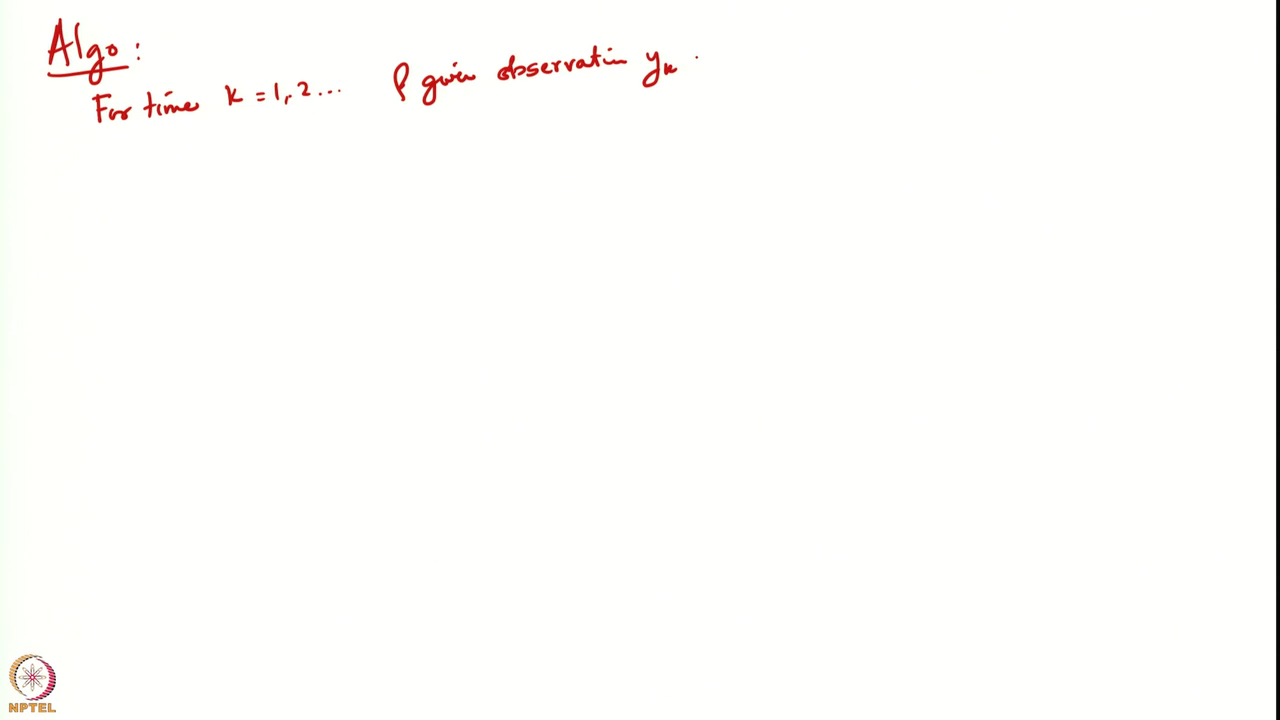 Algo:
For time k = 1, 2... & given observation yk.
NPTEL